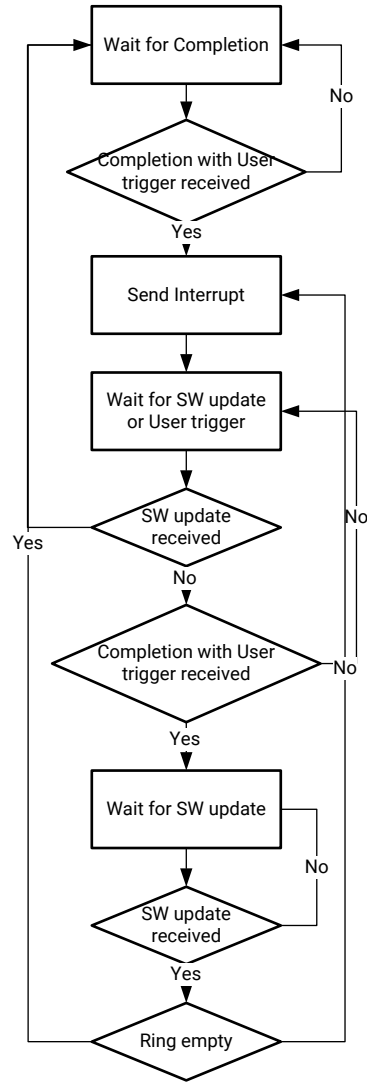 Wait for Completion
No
Completion with User
trigger received
Yes
Send Interrupt
Wait for SW update
or User trigger
SW update
received
No
Yes
No
Completion with User
trigger received
No
Yes
Wait for SW update
No
SW update
received
Yes
Ring empty